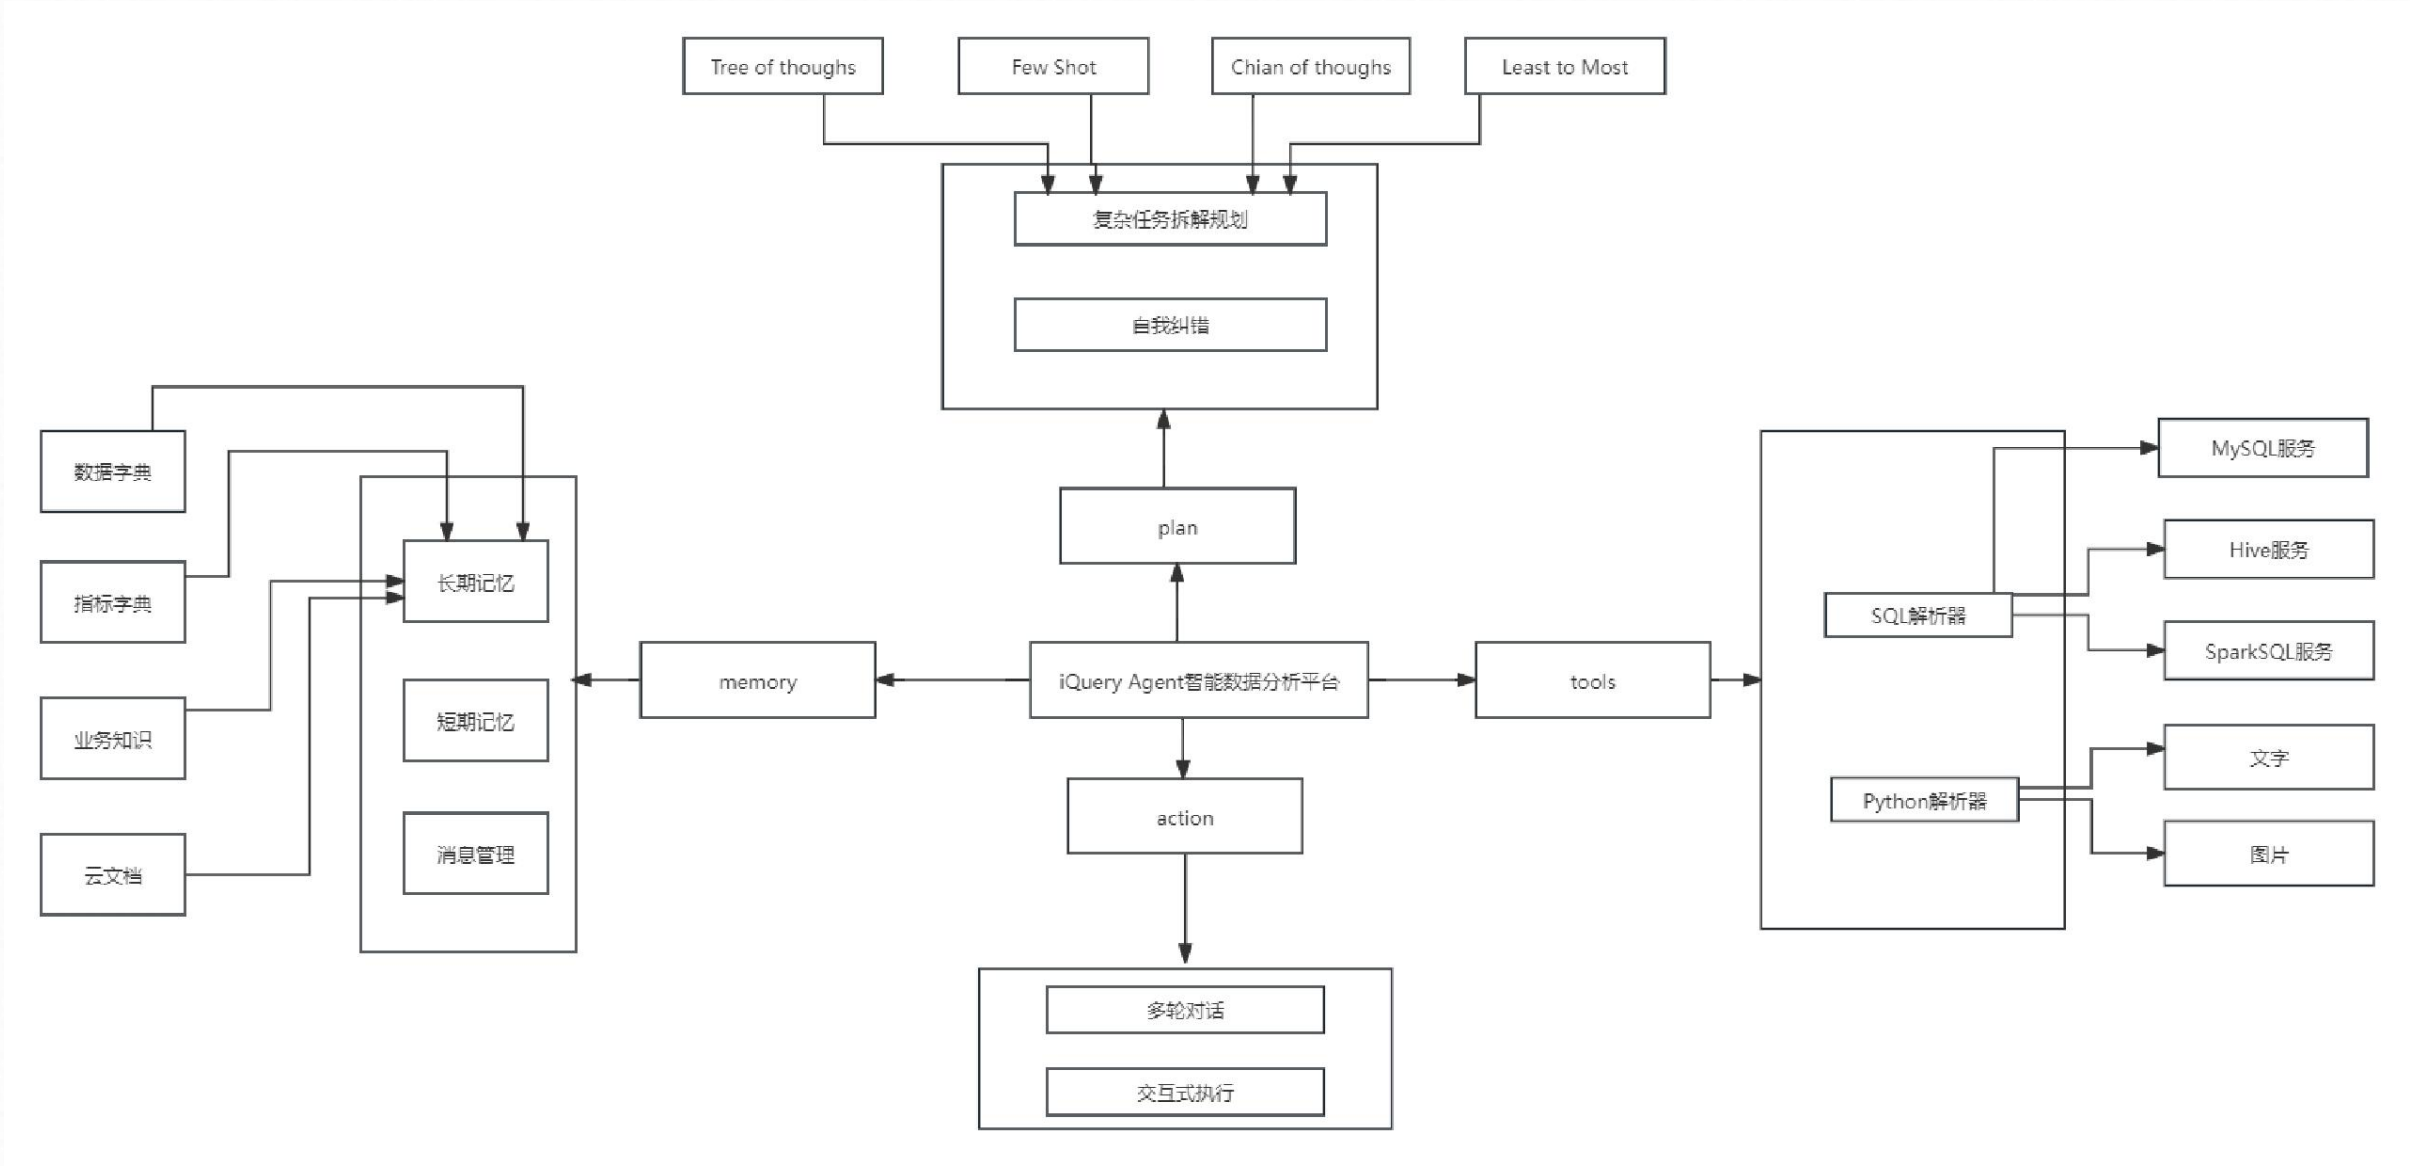 Tree of thoughs
Few Shot
Chian of thoughs
Least to Most
复杂任务拆解规划
自我纠错
数据字典
指标字典
业务知识
云文档
长期记忆
短期记忆
消息管理
memory
plan
iQuery Agent智能数据分析平台
action
多轮对话
交互式执行
tools
SQL解析器
Python解析器
MySQL服务
Hive服务
SparkSQL服务
文字
图片